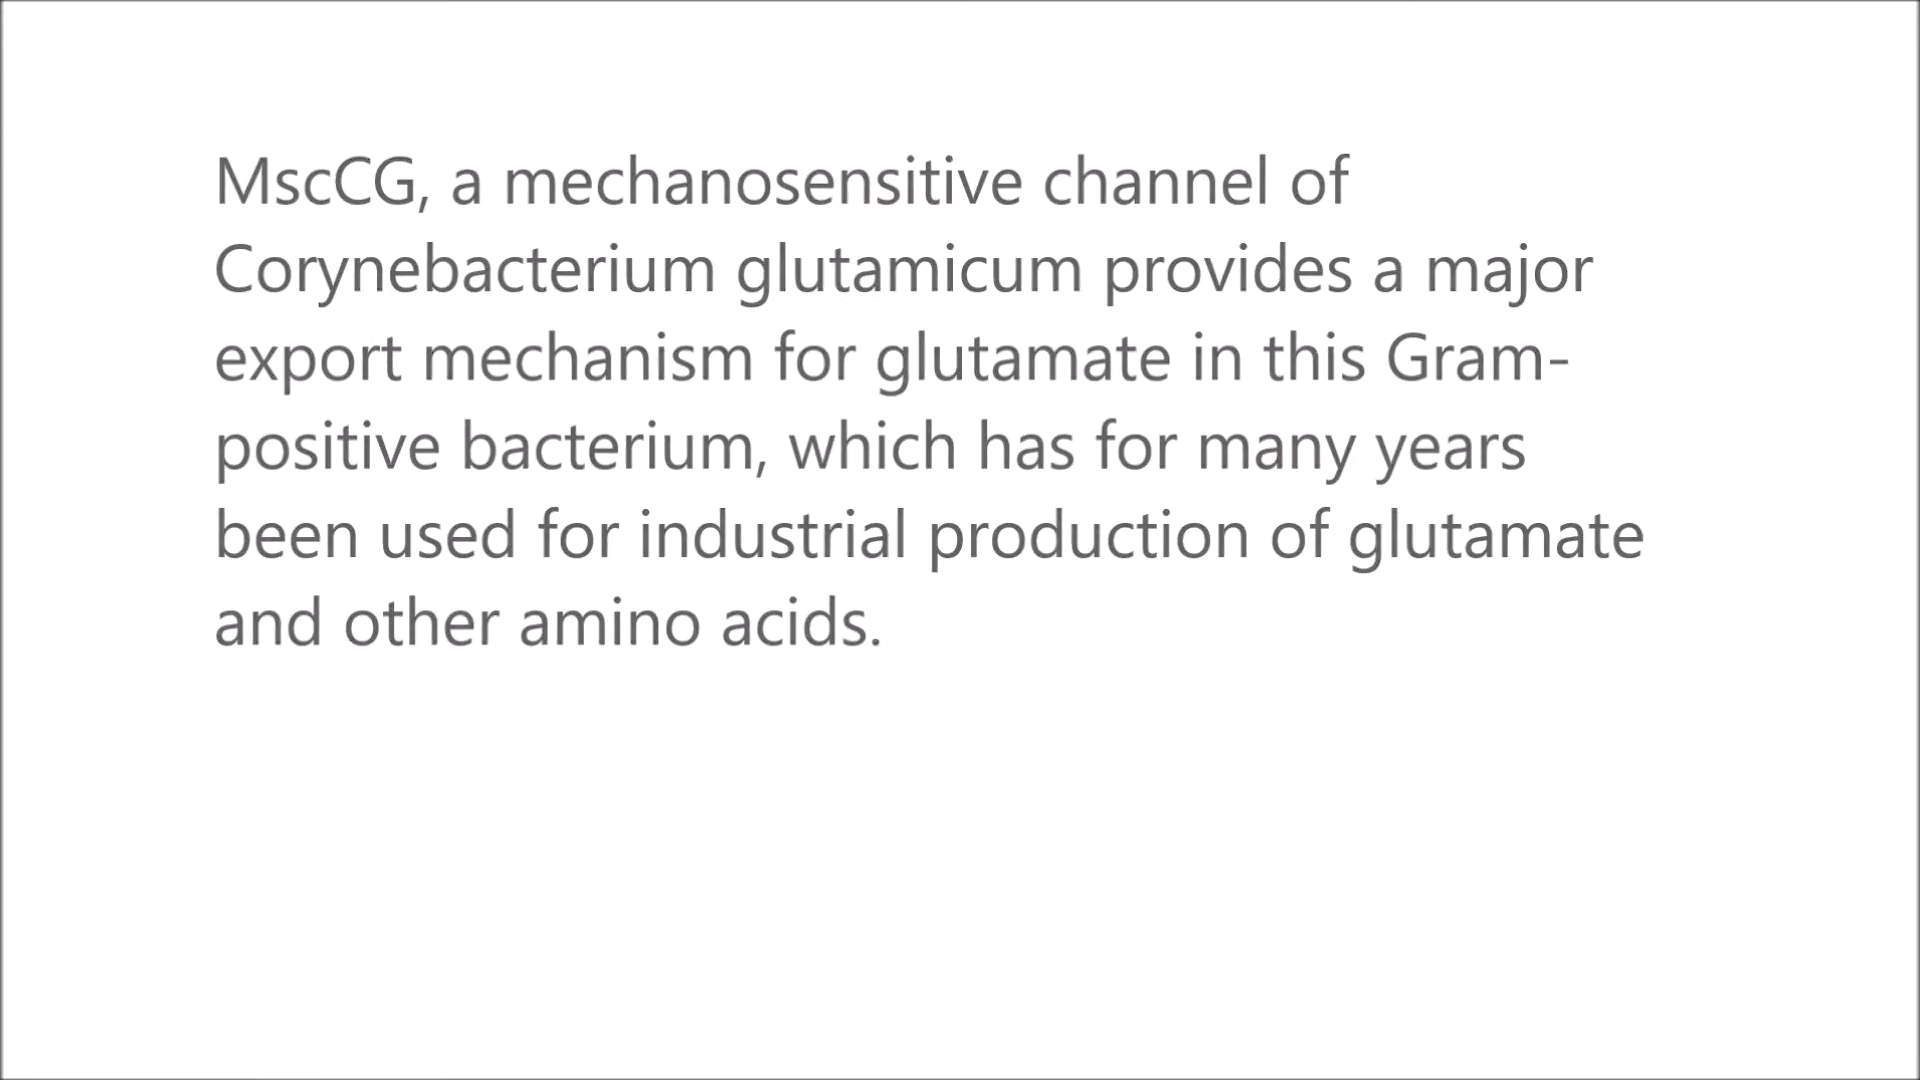 MscCG, a mechanosensitive channel of
Corynebacterium glutamicum provides a major
export mechanism for glutamate in this Gram-
positive bacterium, which has for many years
been used for industrial production of glutamate
and other amino acids.